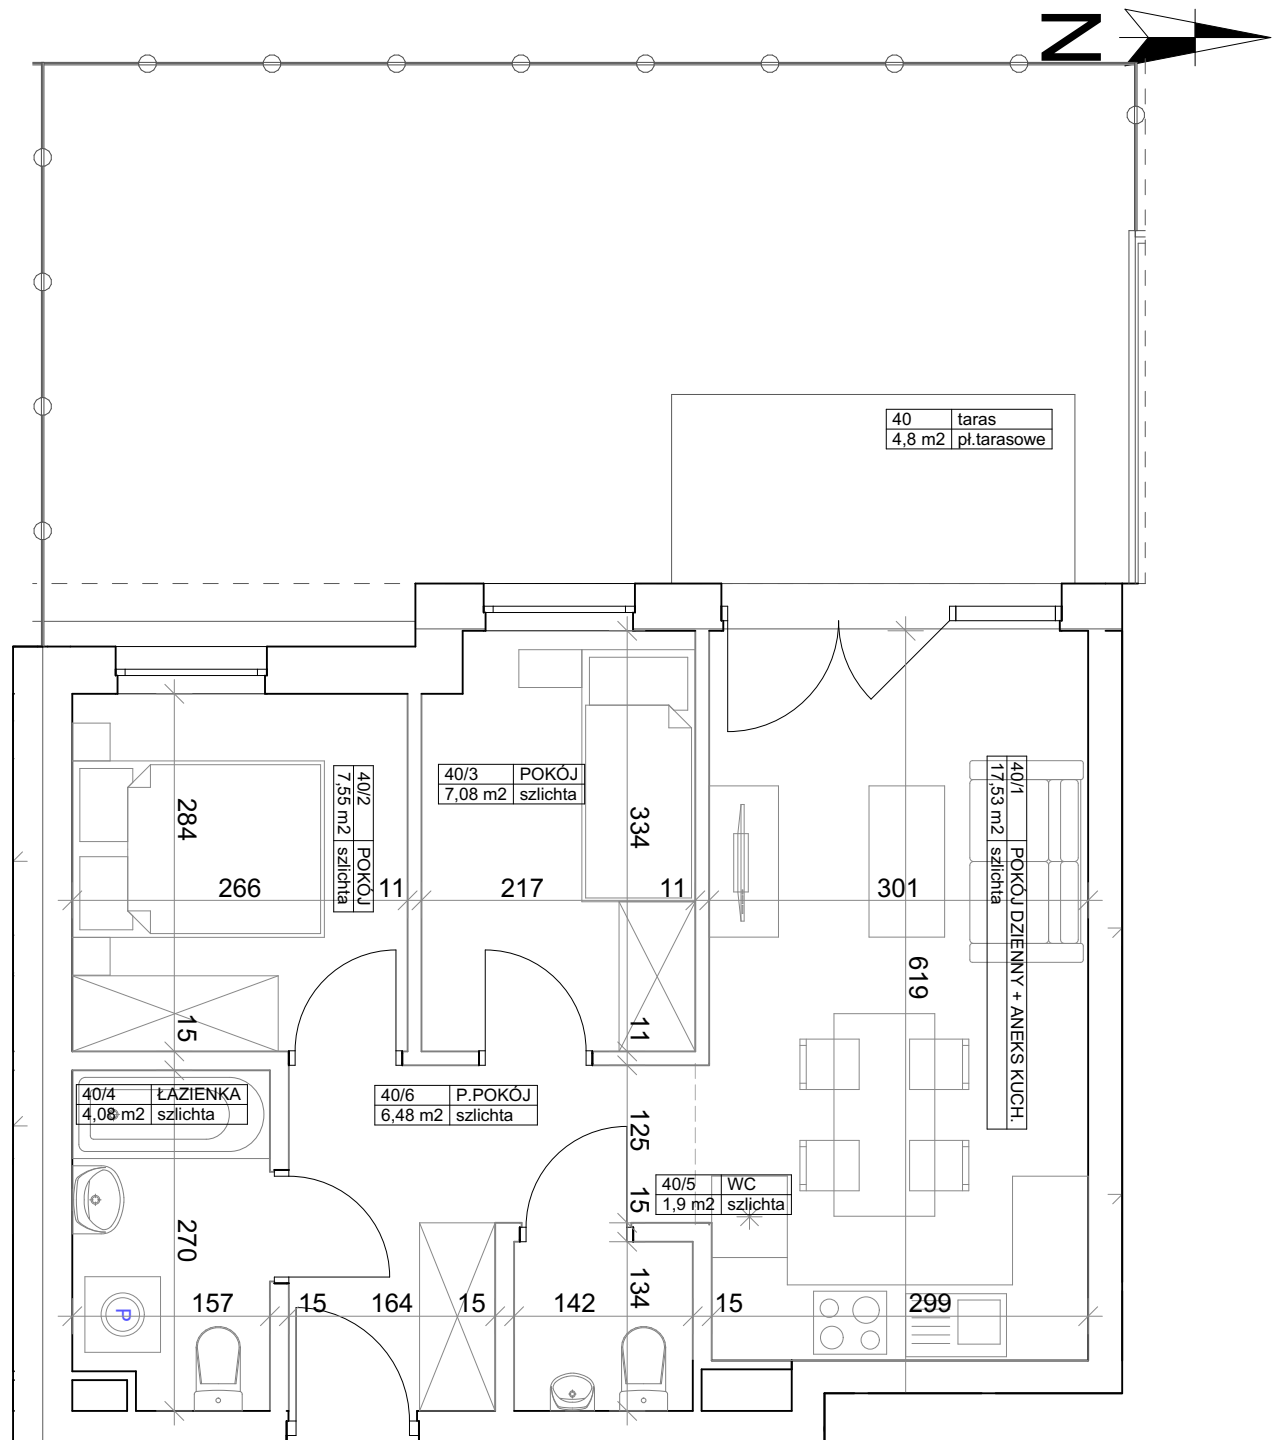 N
40 taras
4,8 m2 pł.tarasowe
40/3 POKÓJ
7,08 m2 szlichta
40/2 POKÓJ
7,55 m2 szlichta
40/1 POKÓJ DZIENNY + ANEKS KUCH.
17,53 m2 szlichta
284
334
266
11
217
11
301
619
15
11
40/4 ŁAZIENKA
4,08 m2 szlichta
40/6 P.POKÓJ
6,48 m2 szlichta
125
40/5 WC
1,9 m2 szlichta
15
270
134
P
157
15
164
15
142
15
299